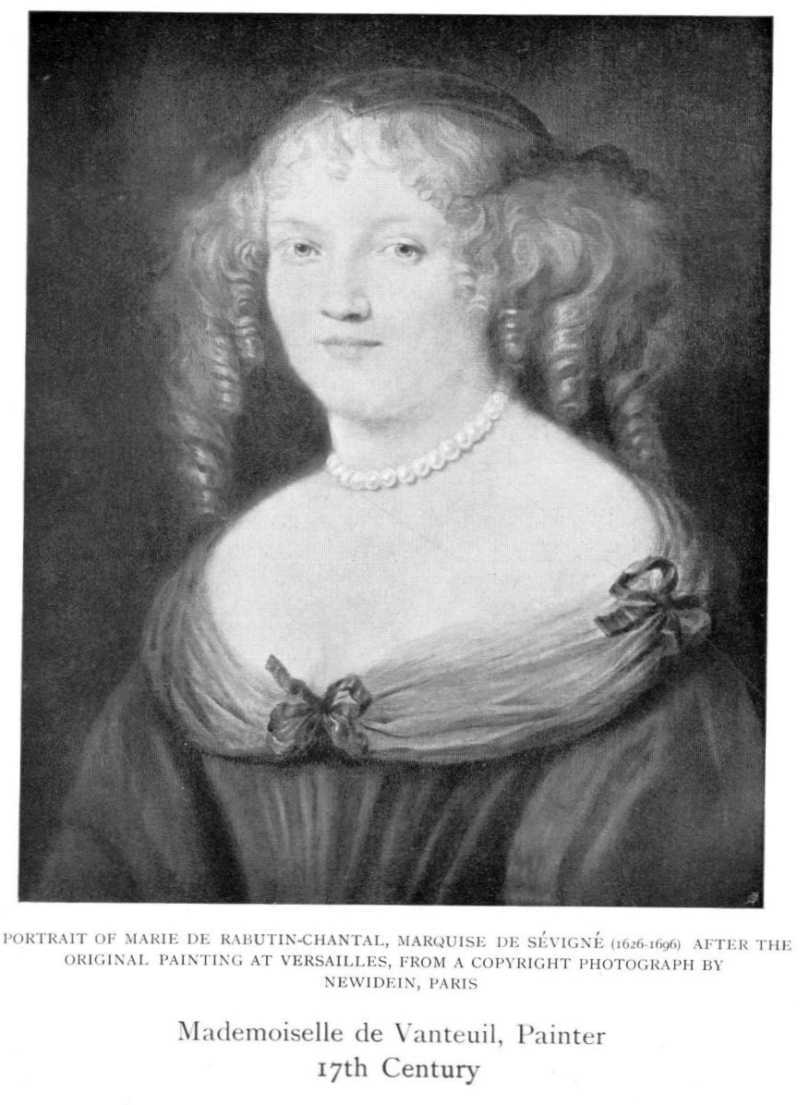 PORTRAIT OF MARIE DE RABUTIN-CHANTAL, MARQUISE DE SÉVIGNÉ (1626-1696) AFTER THE
ORIGINAL PAINTING AT VERSAILLES, FROM A COPYRIGHT PHOTOGRAPH BY
NEWIDEIN, PARIS
Mademoiselle de Vanteuil, Painter
17th Century